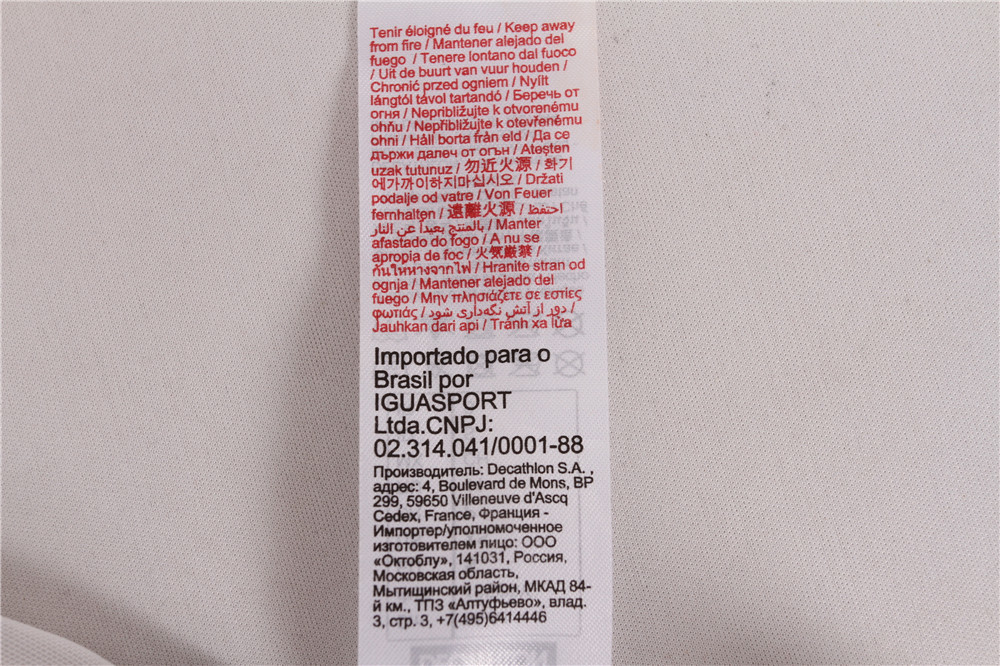 Tenir éloigné du feu / Keep away
from fire / Mantener alejado del
fuego / Tenere lontano dal fuoco
/ Uit de buurt van vuur houden /
Chronić przed ogniem / Nyílt
lángtól távol tartandó / Беречь от
огня / Nepribližujte k otvorenému
ohňu / Nepřibližujte k otevřenému
ohni / Håll borta från eld / Да се
държи далеч от огън / Ateşten
uzak tutunuz / 勿近火源 / 화기
에가까이하지마십시오 / Držati
podalje od vatre / Von Feuer
fernhalten / 遠離火源 / احتفظ
بالمنتج بعيداً عن النار / Manter
afastado do fogo / A nu se
apropia de foc / 火気厳禁 /
กันให้ห่างจากไฟ / Hranite stran od
ognja / Mantener alejado del
fuego / Μην πλησιάζετε σε εστίες
φωτιάς / دور از آتش نگه‌داری شود /
Jauhkan dari api / Tránh xa lửa
Importado para o
Brasil por
IGUASPORT
Ltda.CNPJ:
02.314.041/0001-88
Производитель: Decathlon S.A. ,
адрес: 4, Boulevard de Mons, BP
299, 59650 Villeneuve d'Ascq
Cedex, France, Франция -
Импортер/уполномоченное
изготовителем лицо: ООО
«Октоблу», 141031, Россия,
Московская область,
Мытищинский район, МКАД 84-
й км., ТПЗ «Алтуфьево», влад.
3, стр. 3, +7(495)6414446